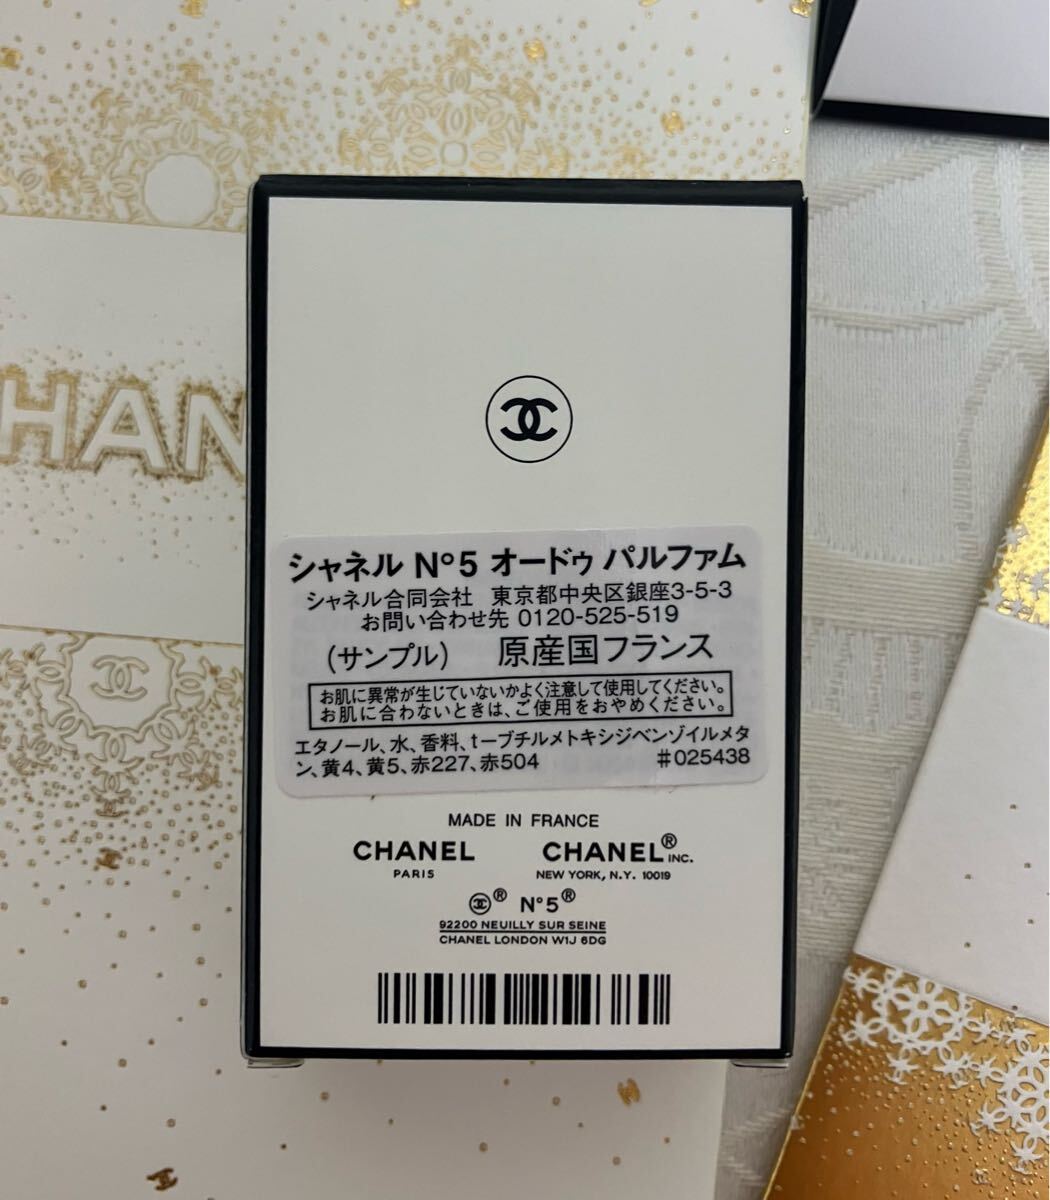 HAN
シャネル N°5 オードゥ パルファム
シャネル合同会社 東京都中央区銀座3-5-3
お問い合わせ先 0120-525-519
(サンプル) 原産国フランス
お肌に異常が生じていないかよく注意して使用してください。
お肌に合わないときは、ご使用をおやめください。
エタノール、水、香料、t-ブチルメトキシジベンゾイルメタ
ン、黄4、黄5、赤227、赤504 #025438
MADE IN FRANCE
CHANEL CHANEL® INC.
PARIS NEW YORK, N.Y. 10019
® N°5®
92200 NEUILLY SUR SEINE
CHANEL LONDON W1J 6DG